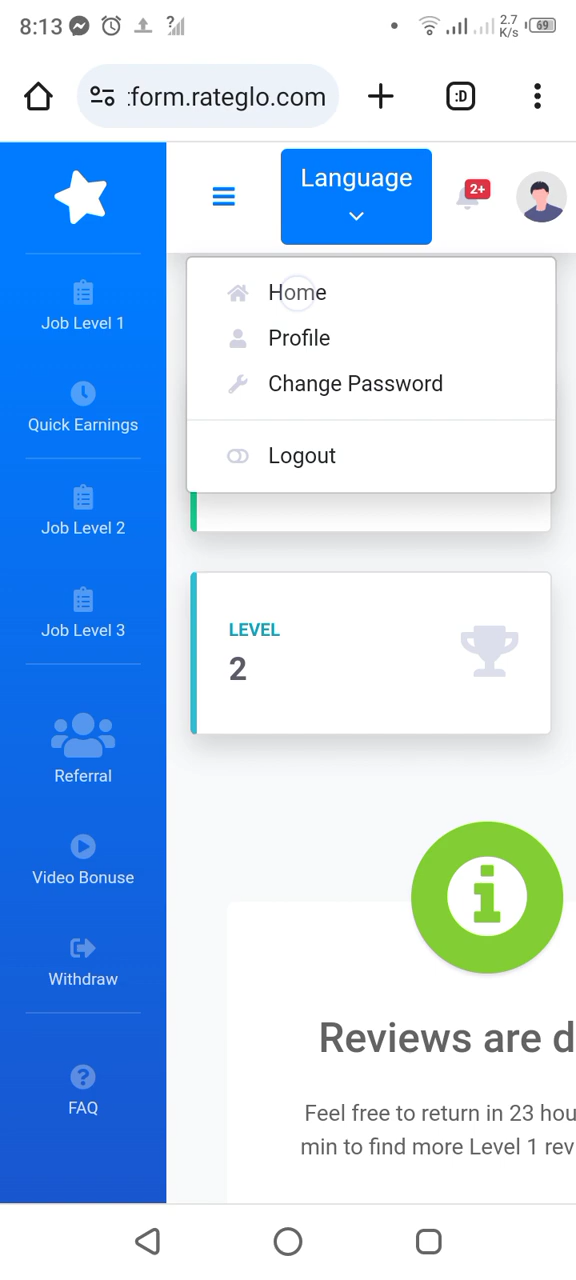 8:13
2.7
K/s
69
:form.rateglo.com
:D
Language
2+
Home
Profile
Change Password
Logout
Job Level 1
Quick Earnings
Job Level 2
Job Level 3
Referral
Video Bonuse
Withdraw
FAQ
LEVEL
2
Reviews are d
Feel free to return in 23 hou
min to find more Level 1 rev